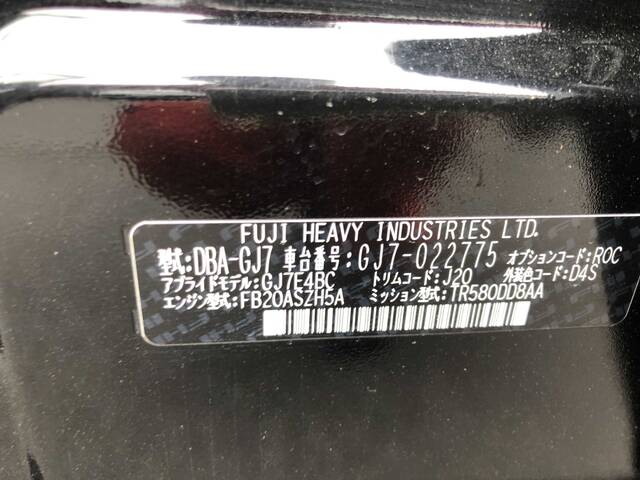 FUJI HEAVY INDUSTRIES LTD.
型式:DBA-GJ7 車台番号:GJ7-022775 オプションコード:ROC
アプライドモデル:GJ7E4BC トリムコード:J20 外装色コード:D4S
エンジン型式:FB20ASZH5A ミッション型式:TR580DD8AA